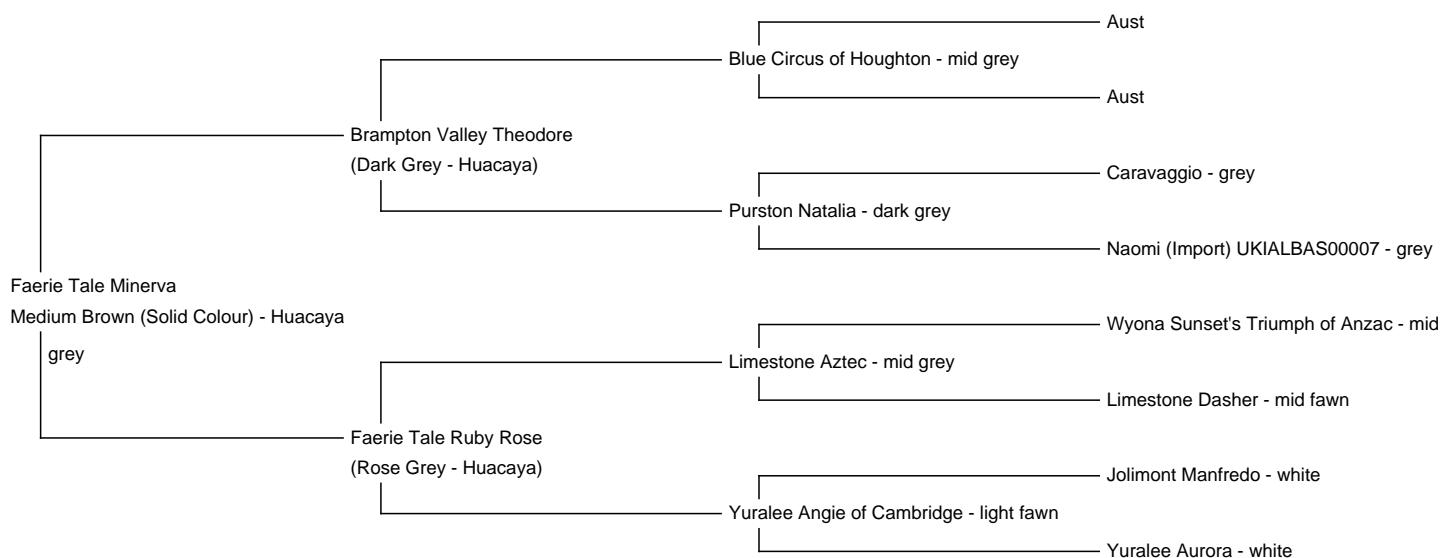 Aust
Blue Circus of Houghton - mid grey
Aust
Brampton Valley Theodore
(Dark Grey - Huacaya)
Caravaggio - grey
Purston Natalia - dark grey
Naomi (Import) UKIALBAS00007 - grey
Faerie Tale Minerva
Medium Brown (Solid Colour) - Huacaya
grey
Wyona Sunset's Triumph of Anzac - mid
Limestone Aztec - mid grey
Limestone Dasher - mid fawn
Faerie Tale Ruby Rose
(Rose Grey - Huacaya)
Jolimont Manfredo - white
Yuralee Angie of Cambridge - light fawn
Yuralee Aurora - white